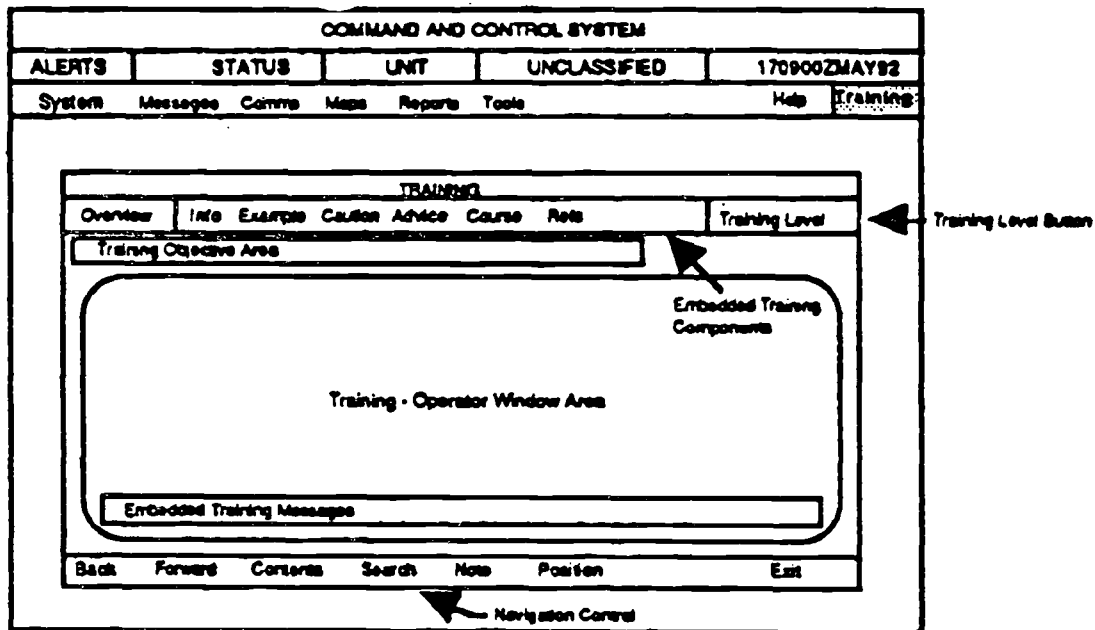 COMMAND AND CONTROL SYSTEM
ALERTS STATUS UNIT UNCLASSIFIED 170900ZMAY92
System Messages Comms Maps Reports Tools Help Training
TRAINING
Overview Info Example Caution Advice Course Refs Training Level
Training Level Button
Training Objective Area
Embedded Training
Components
Training - Operator Window Area
Embedded Training Messages
Back Forward Contents Search Note Position Exit
Navigation Control